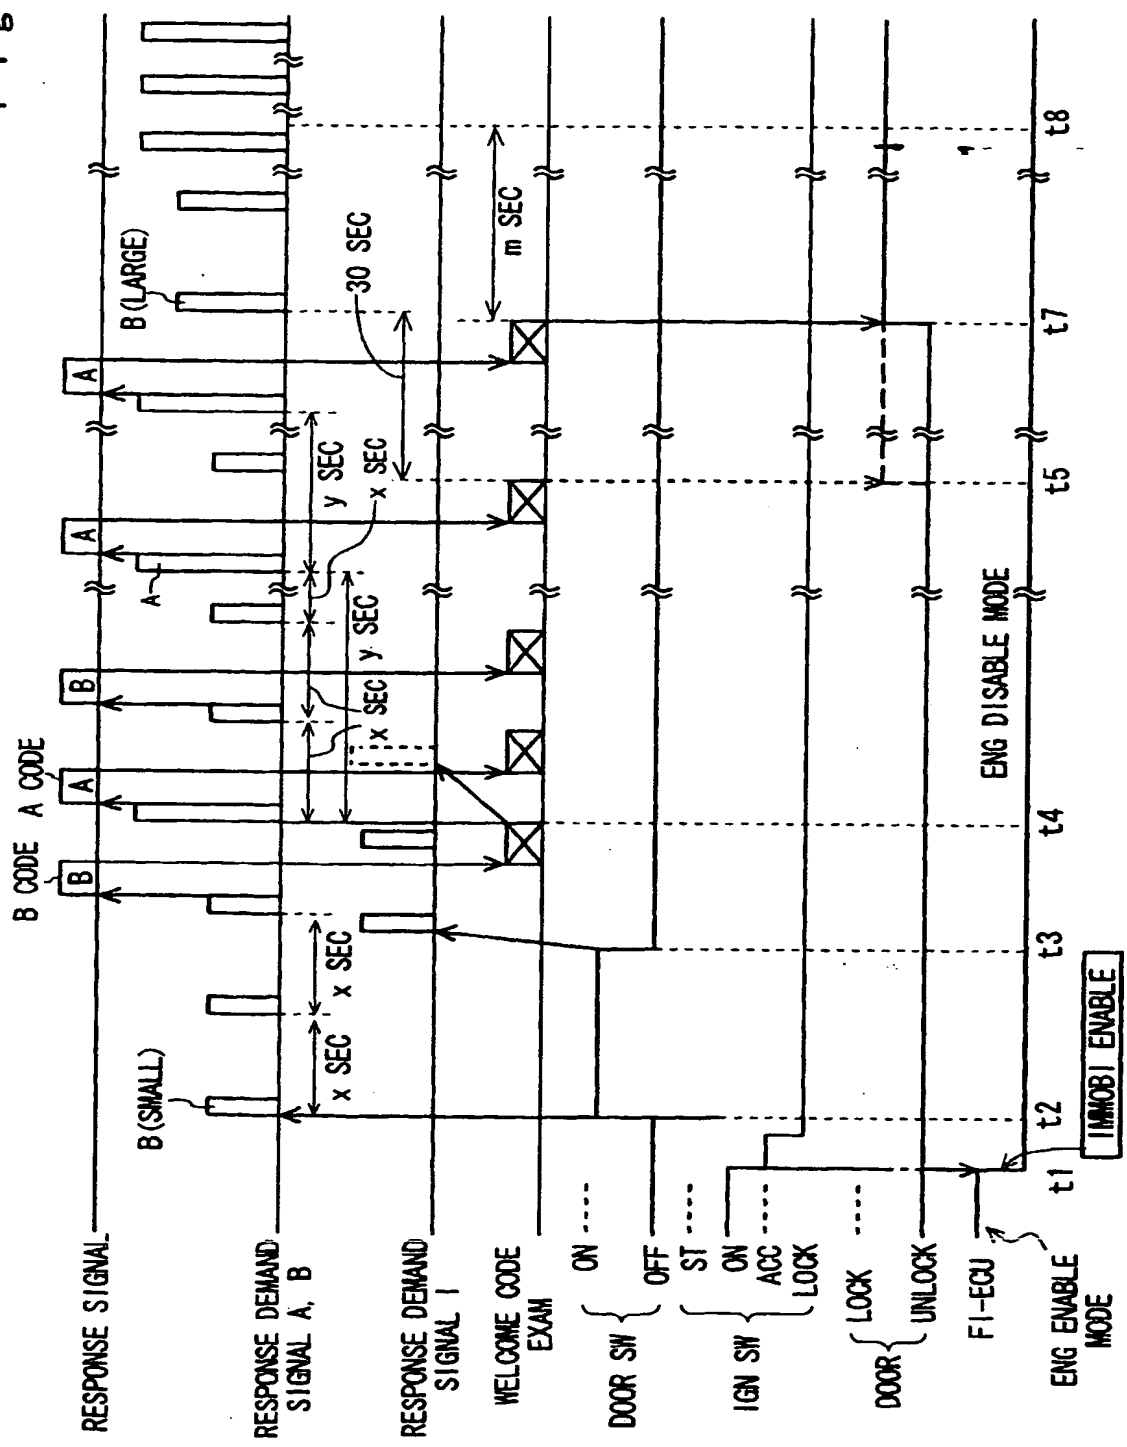 RESPONSE SIGNAL
RESPONSE DEMAND
SIGNAL A, B
RESPONSE DEMAND
SIGNAL I
WELCOME CODE
EXAM
DOOR SW
ON
OFF
IGN SW
ST
ON
ACC
LOCK
DOOR
LOCK
UNLOCK
FI-ECU
ENG ENABLE
MODE
B CODE
A CODE
B
A
B
A
A
B(SMALL)
A
B(LARGE)
x SEC
x SEC
x SEC
y SEC
x SEC
y SEC
30 SEC
m SEC
ENG DISABLE MODE
IMMOBI ENABLE
t1
t2
t3
t4
t5
t7
t8